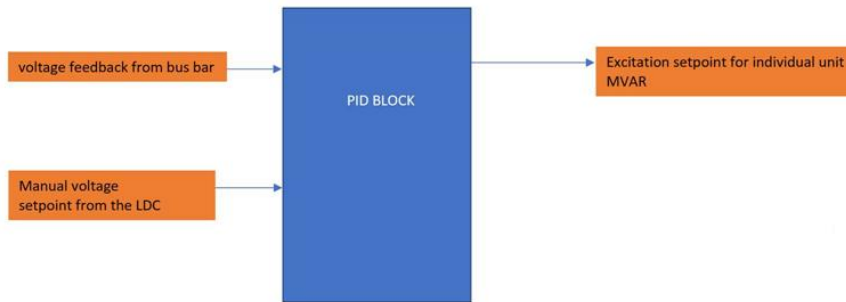 voltage feedback from bus bar
PID BLOCK
Excitation setpoint for individual unit
MVAR
Manual voltage
setpoint from the LDC